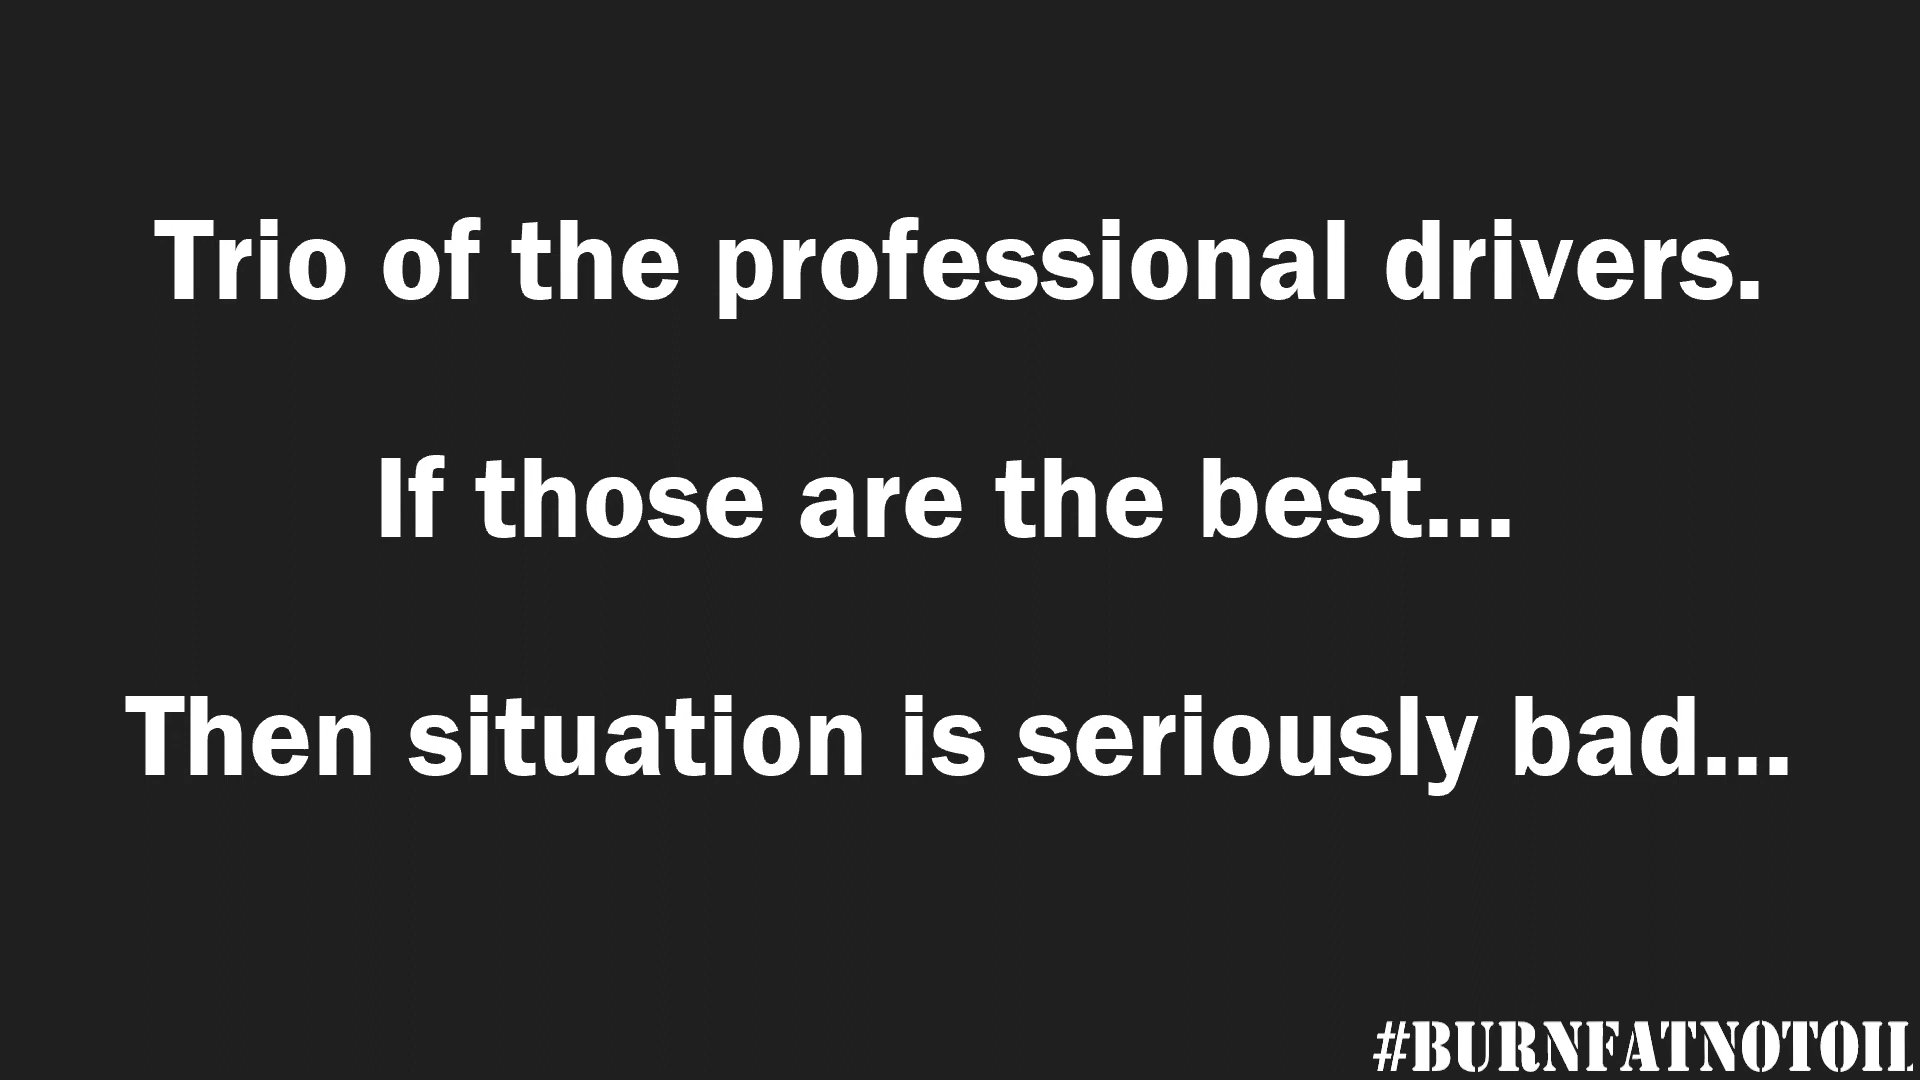 Trio of the professional drivers.
If those are the best...
Then situation is seriously bad...
#BURNFATNOTOIL